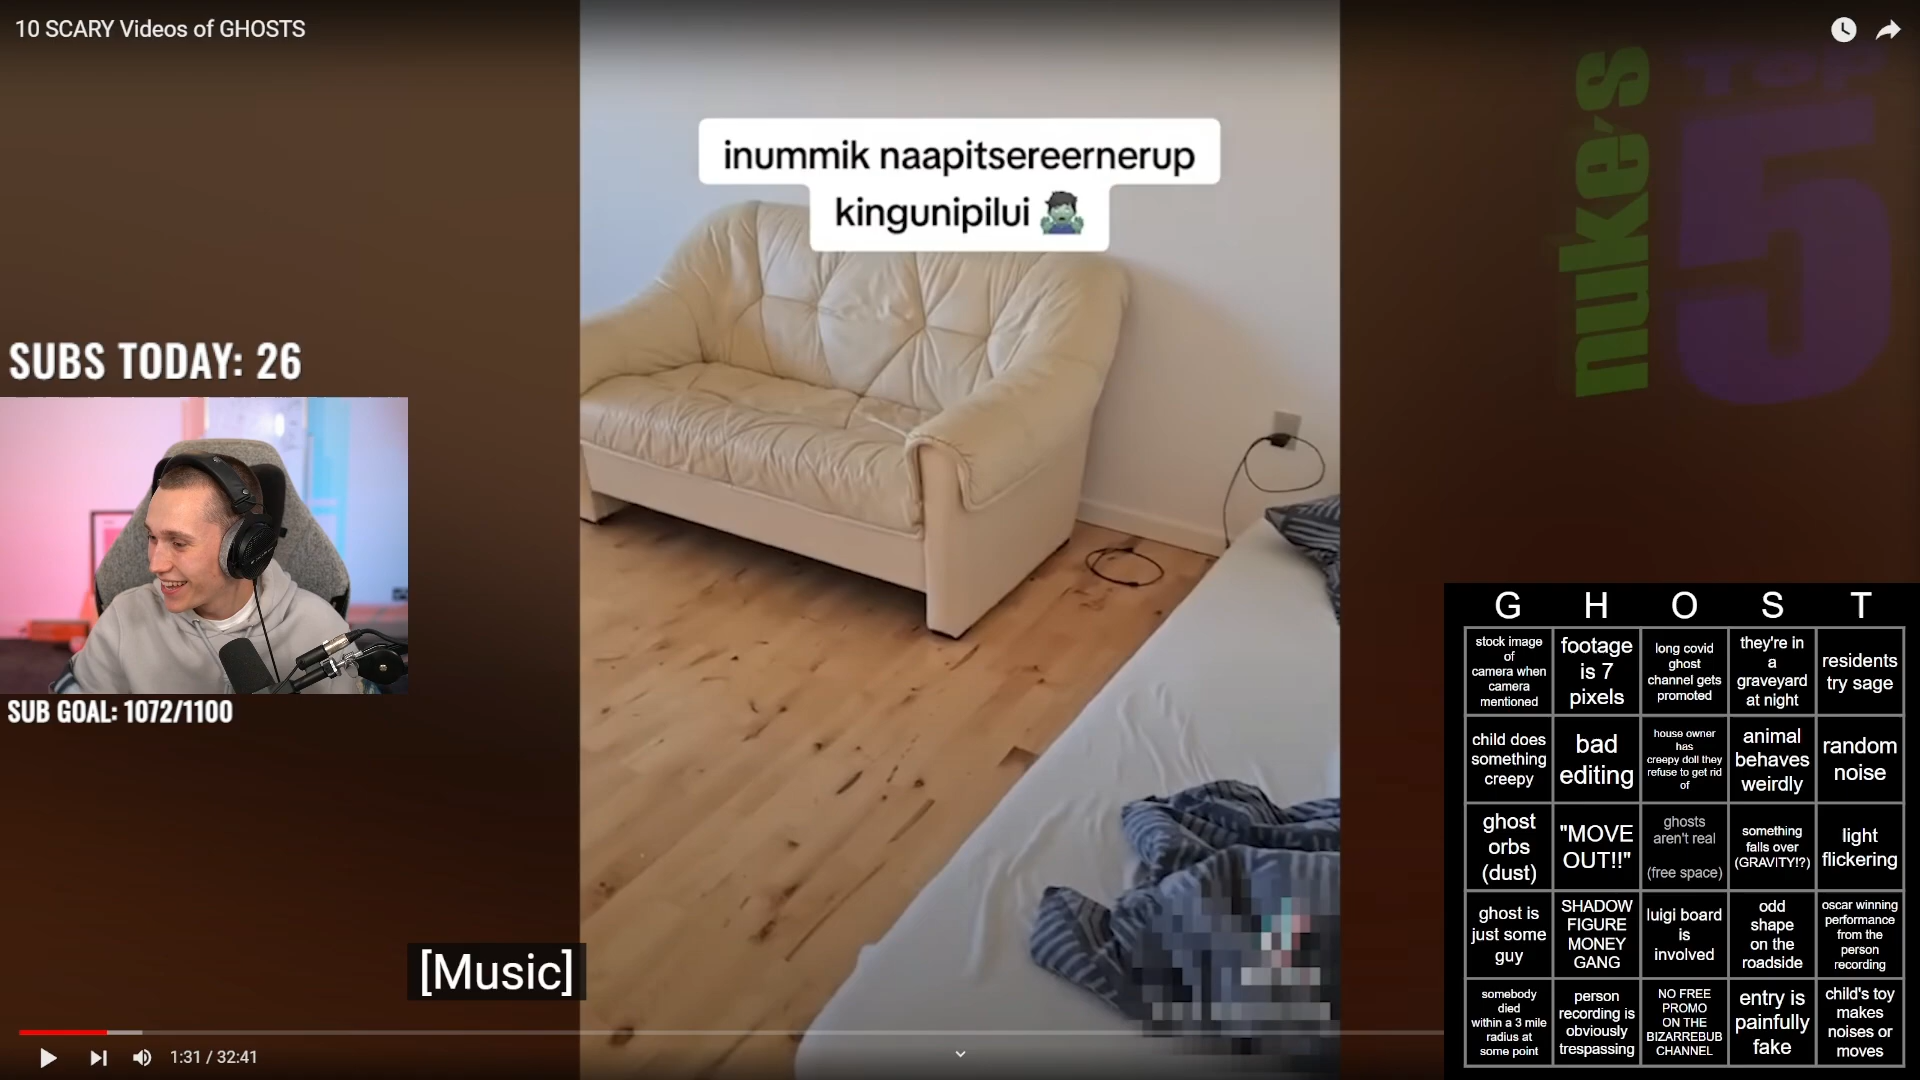 10 SCARY Videos of GHOSTS
nuke's
Top
5
inummik naapitsereernerup
kingunipilui
SUBS TODAY: 26
SUB GOAL: 1072/1100
[Music]
1:31 / 32:41
G H O S T
stock image
of
camera when
camera
mentioned
footage
is 7
pixels
long covid
ghost
channel gets
promoted
they're in
a
graveyard
at night
residents
try sage
child does
something
creepy
bad
editing
house owner
has
creepy doll they
refuse to get rid
of
animal
behaves
weirdly
random
noise
ghost
orbs
(dust)
"MOVE
OUT!!"
ghosts
aren't real
(free space)
something
falls over
(GRAVITY!?)
light
flickering
ghost is
just some
guy
SHADOW
FIGURE
MONEY
GANG
luigi board
is
involved
odd
shape
on the
roadside
oscar winning
performance
from the
person
recording
somebody
died
within a 3 mile
radius at
some point
person
recording is
obviously
trespassing
NO FREE
PROMO
ON THE
BIZARREBUB
CHANNEL
entry is
painfully
fake
child's toy
makes
noises or
moves